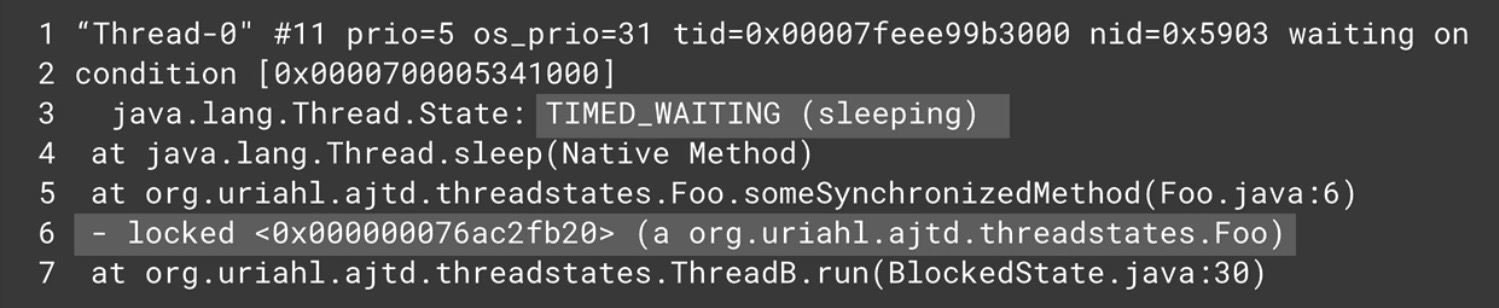 1 “Thread-0" #11 prio=5 os_prio=31 tid=0x00007feee99b3000 nid=0x5903 waiting on
2 condition [0x0000700005341000]
3 java.lang.Thread.State: TIMED_WAITING (sleeping)
4 at java.lang.Thread.sleep(Native Method)
5 at org.uriahl.ajtd.threadstates.Foo.someSynchronizedMethod(Foo.java:6)
6 - locked <0x000000076ac2fb20> (a org.uriahl.ajtd.threadstates.Foo)
7 at org.uriahl.ajtd.threadstates.ThreadB.run(BlockedState.java:30)